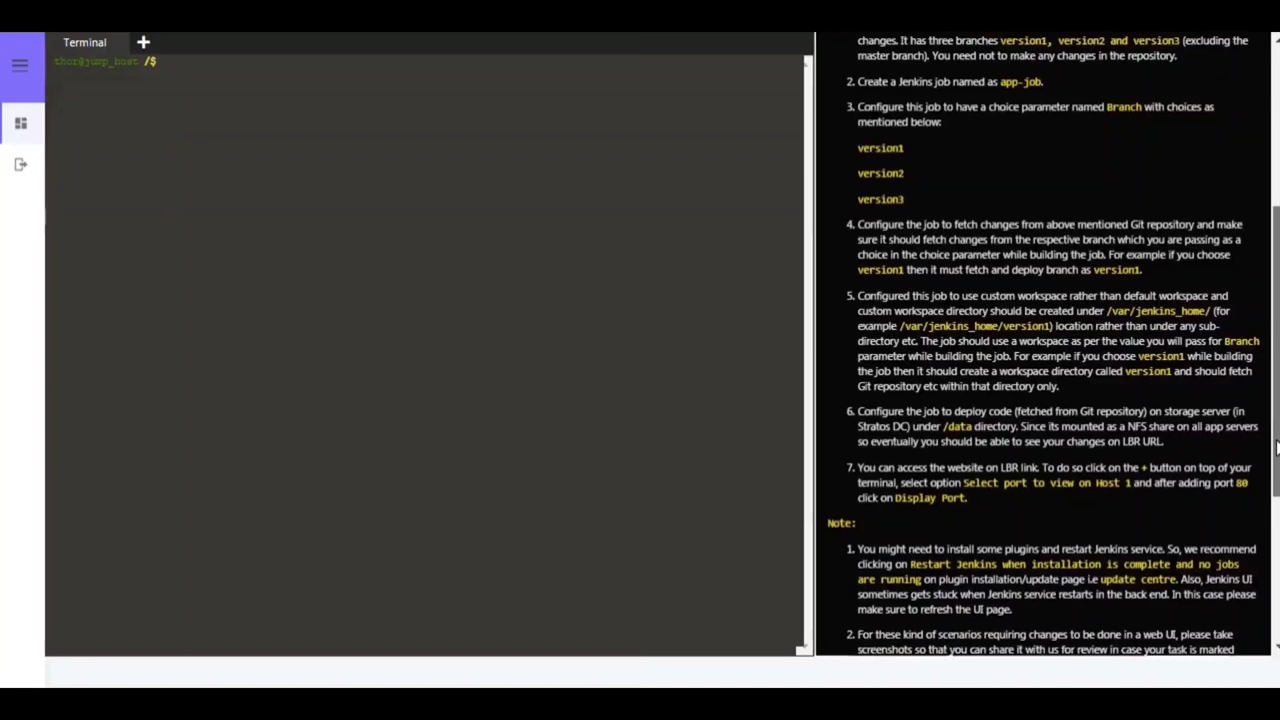 Terminal
thor@jump_host /$
changes. It has three branches version1, version2 and version3 (excluding the
master branch). You need not to make any changes in the repository.
2. Create a Jenkins job named as app-job.
3. Configure this job to have a choice parameter named Branch with choices as
mentioned below:
version1
version2
version3
4. Configure the job to fetch changes from above mentioned Git repository and make
sure it should fetch changes from the respective branch which you are passing as a
choice in the choice parameter while building the job. For example if you choose
version1 then it must fetch and deploy branch as version1.
5. Configured this job to use custom workspace rather than default workspace and
custom workspace directory should be created under /var/jenkins_home/ (for
example /var/jenkins_home/version1) location rather than under any sub-
directory etc. The job should use a workspace as per the value you will pass for Branch
parameter while building the job. For example if you choose version1 while building
the job then it should create a workspace directory called version1 and should fetch
Git repository etc within that directory only.
6. Configure the job to deploy code (fetched from Git repository) on storage server (in
Stratos DC) under /data directory. Since its mounted as a NFS share on all app servers
so eventually you should be able to see your changes on LBR URL.
7. You can access the website on LBR link. To do so click on the + button on top of your
terminal, select option Select port to view on Host 1 and after adding port 80
click on Display Port.
Note:
1. You might need to install some plugins and restart Jenkins service. So, we recommend
clicking on Restart Jenkins when installation is complete and no jobs
are running on plugin installation/update page i.e update centre. Also, Jenkins UI
sometimes gets stuck when Jenkins service restarts in the back end. In this case please
make sure to refresh the UI page.
2. For these kind of scenarios requiring changes to be done in a web UI, please take
screenshots so that you can share it with us for review in case your task is marked